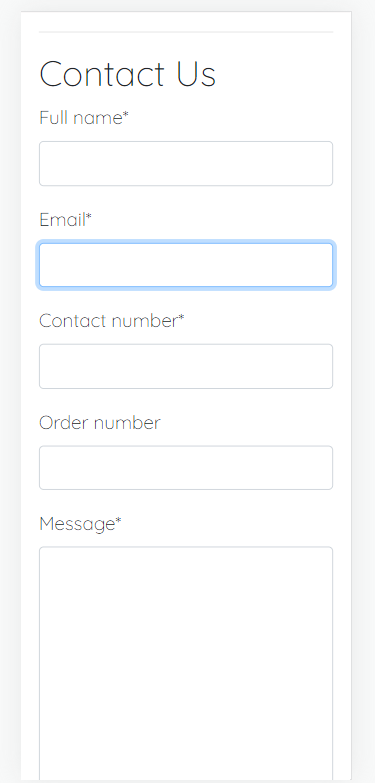 Contact Us
Full name*
Email*
Contact number*
Order number
Message*